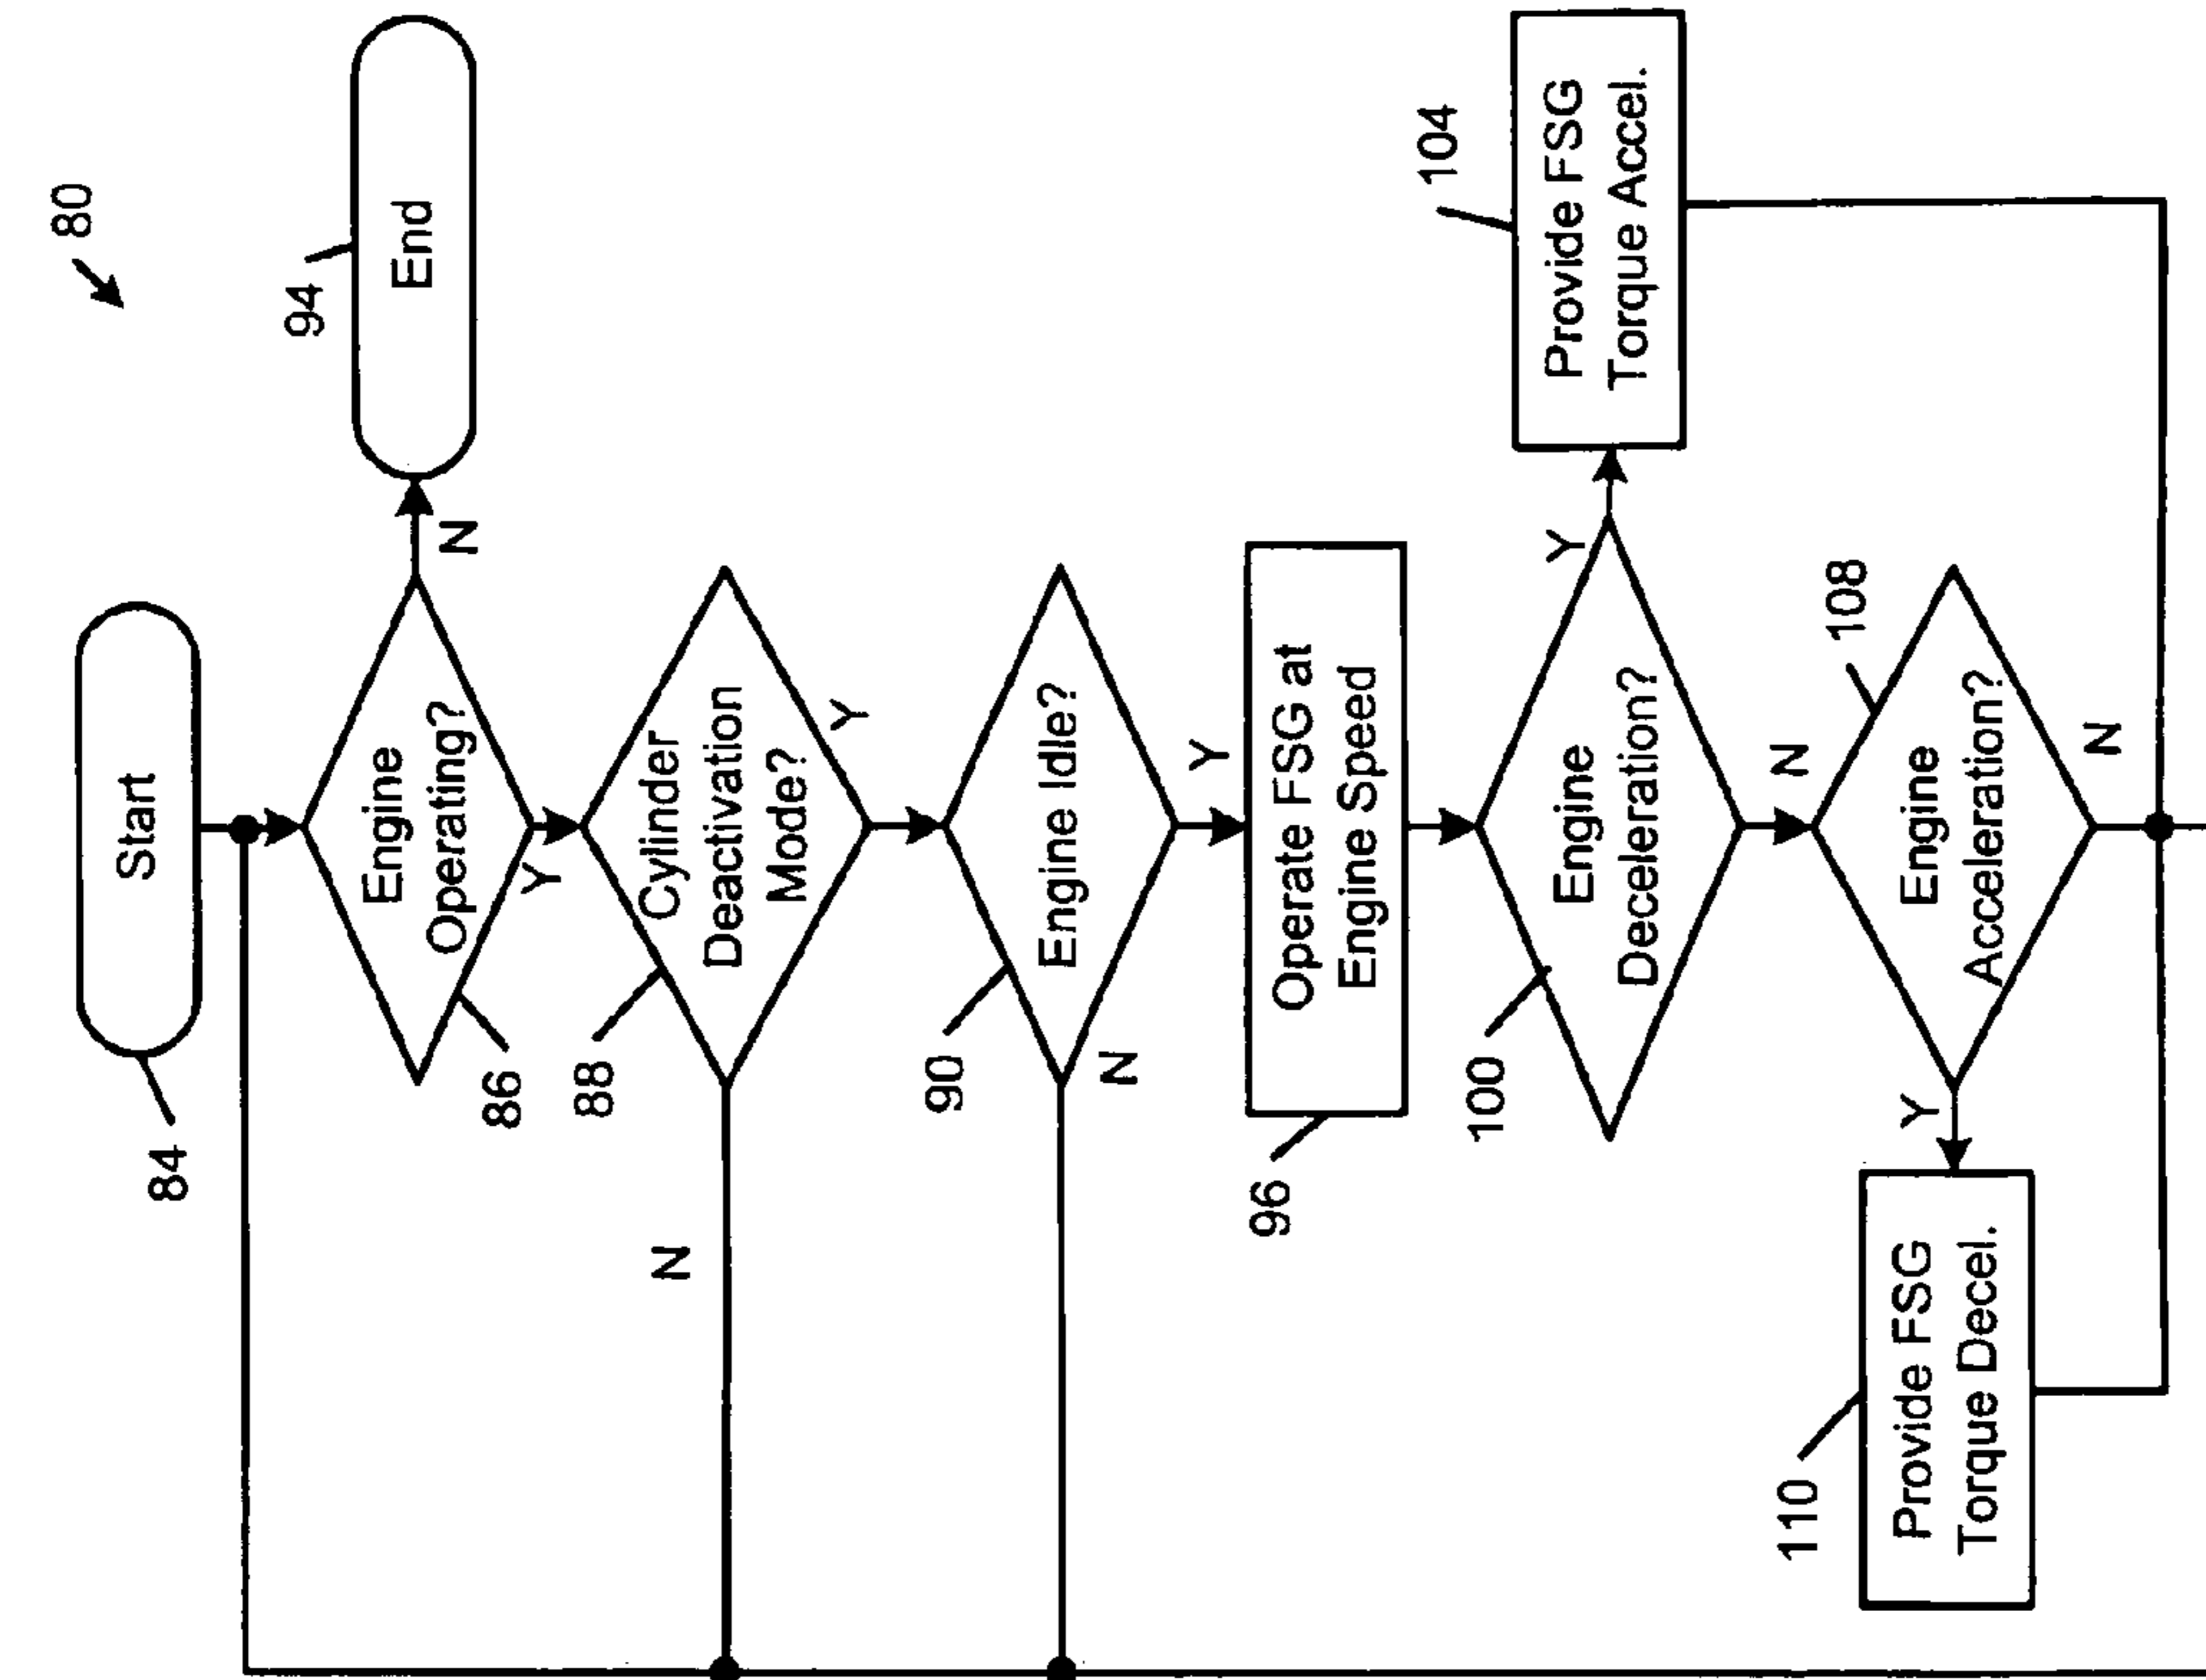 80
Start
84
Engine
Operating?
86
N
Y
94
End
Cylinder
Deactivation
Mode?
88
N
Y
Engine Idle?
90
N
Y
Operate FSG at
Engine Speed
96
Engine
Deceleration?
100
Y
N
104
Provide FSG
Torque Accel.
Engine
Acceleration?
108
Y
N
110
Provide FSG
Torque Decel.